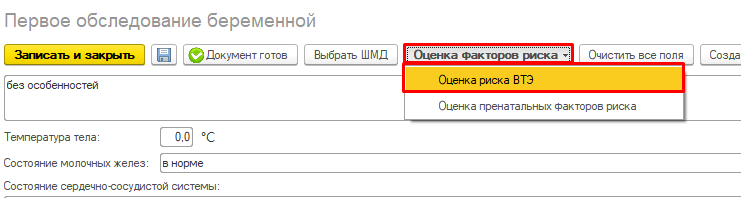 Первое обследование беременной
Записать и закрыть Документ готов Выбрать ШМД Оценка факторов риска Очистить все поля Созда
Оценка риска ВТЭ
без особенностей
Оценка пренатальных факторов риска
Температура тела: 0,0 °C
Состояние молочных желез: в норме
Состояние сердечно-сосудистой системы: